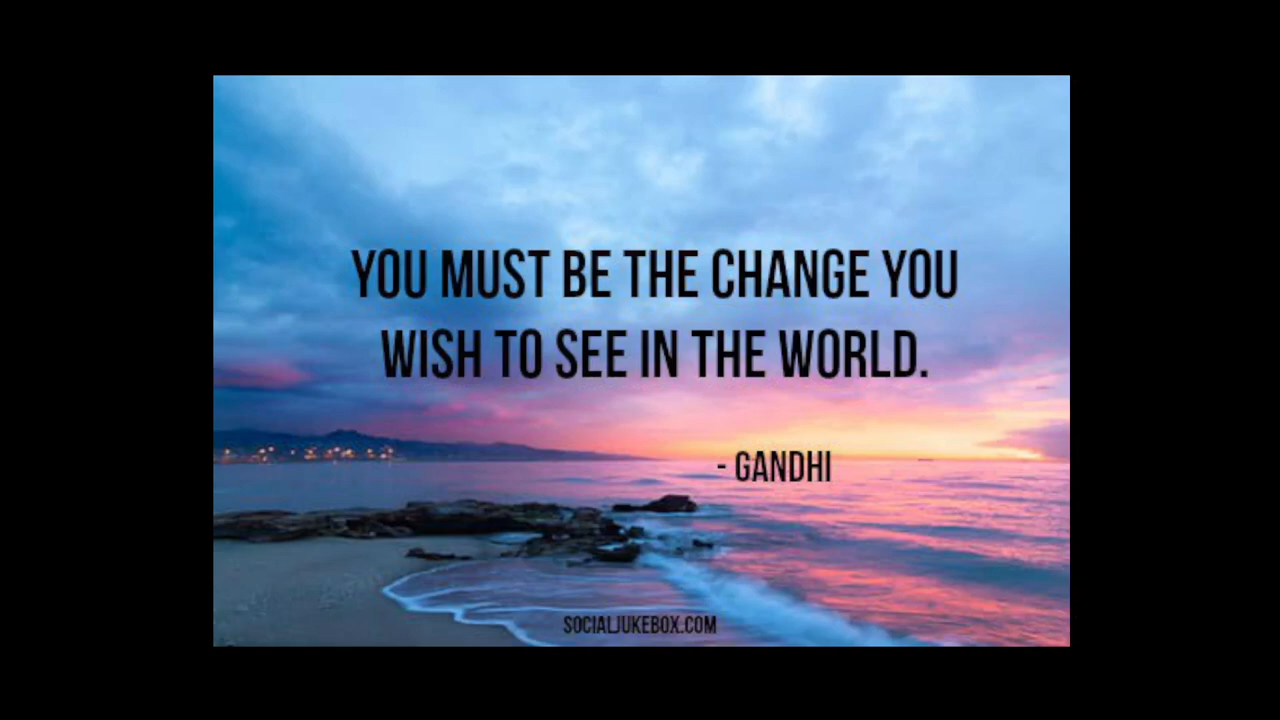 YOU MUST BE THE CHANGE YOU
WISH TO SEE IN THE WORLD.
- GANDHI
SOCIALJUKEBOX.COM